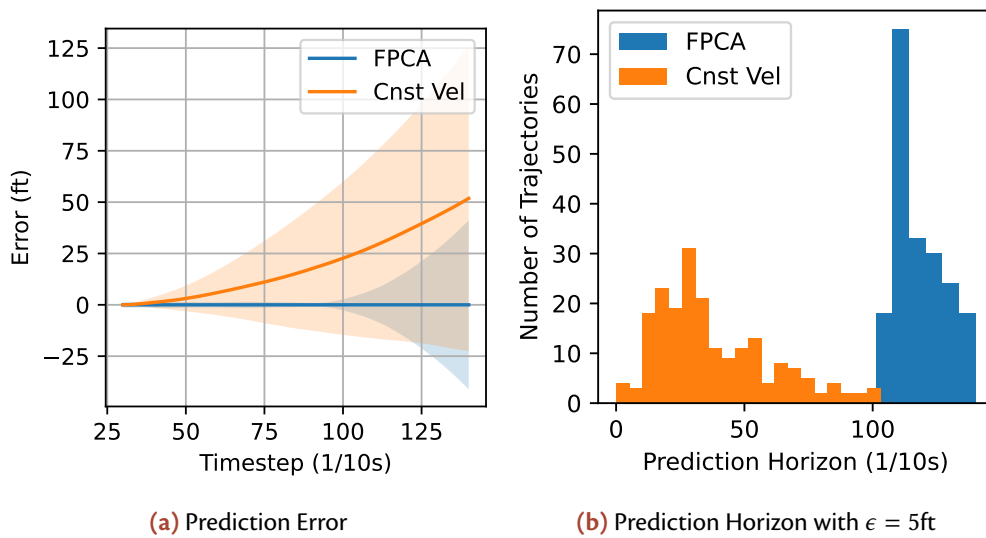 125
100
75
50
25
0
−25
Error (ft)
FPCA
Cnst Vel
25
50
75
100
125
Timestep (1/10s)
(a) Prediction Error
70
60
50
40
30
20
10
0
Number of Trajectories
FPCA
Cnst Vel
0
50
100
Prediction Horizon (1/10s)
(b) Prediction Horizon with ϵ = 5ft